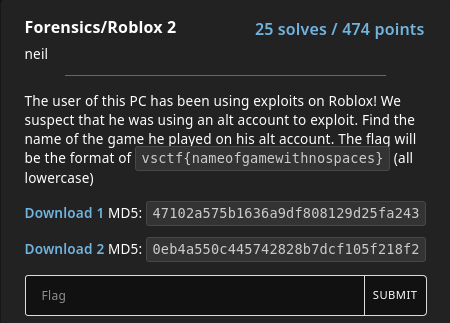 Forensics/Roblox 2
25 solves / 474 points
neil
The user of this PC has been using exploits on Roblox! We
suspect that he was using an alt account to exploit. Find the
name of the game he played on his alt account. The flag will
be the format of vsctf{nameofgamewithnospaces} (all
lowercase)
Download 1 MD5: 47102a575b1636a9df808129d25fa243
Download 2 MD5: 0eb4a550c445742828b7dcf105f218f2
Flag
SUBMIT